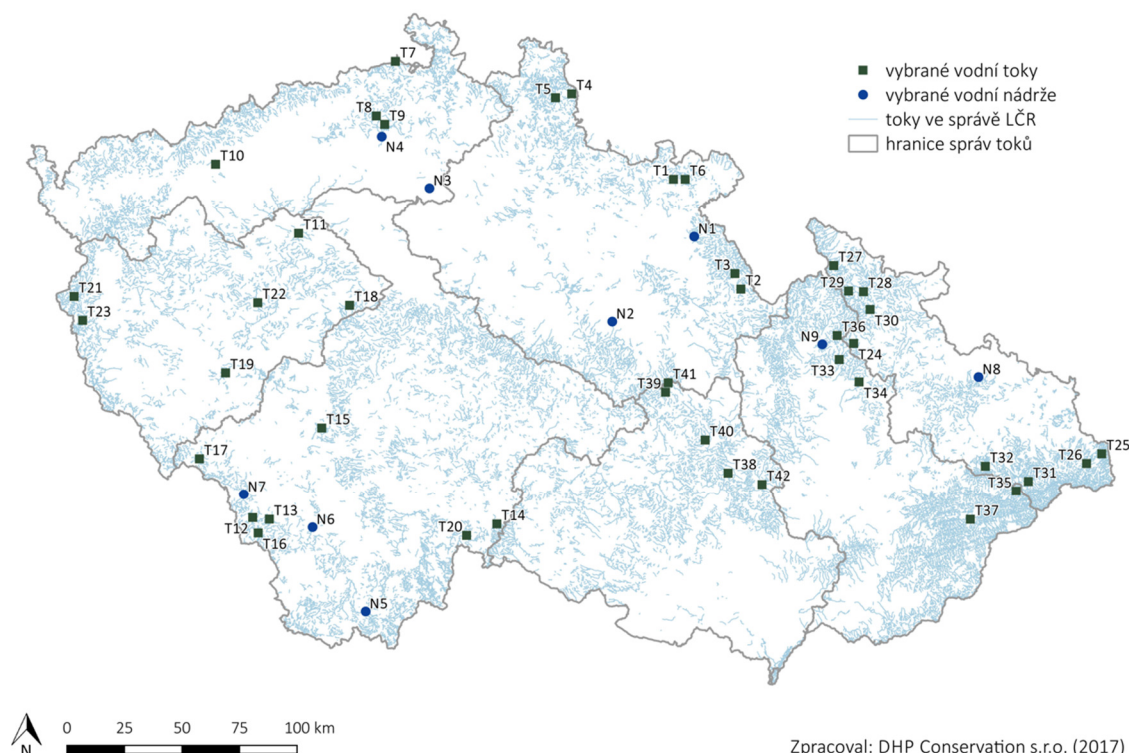 T7
vybrané vodní toky
T5
T4
vybrané vodní nádrže
T8
T9
toky ve správě LČR
N4
hranice správ toků
T10
T1
T6
N3
T11
N1
T27
T3
T2
T29
T28
T21
T22
T18
T30
T23
N2
T36
N9
T24
T33
T19
T41
N8
T39
T34
T15
T40
T17
T25
T38
T32
T26
T42
T31
T35
N7
T13
N6
T14
T37
T12
T20
T16
N5
N
0 25 50 75 100 km
Zpracoval: DHP Conservation s.r.o. (2017)